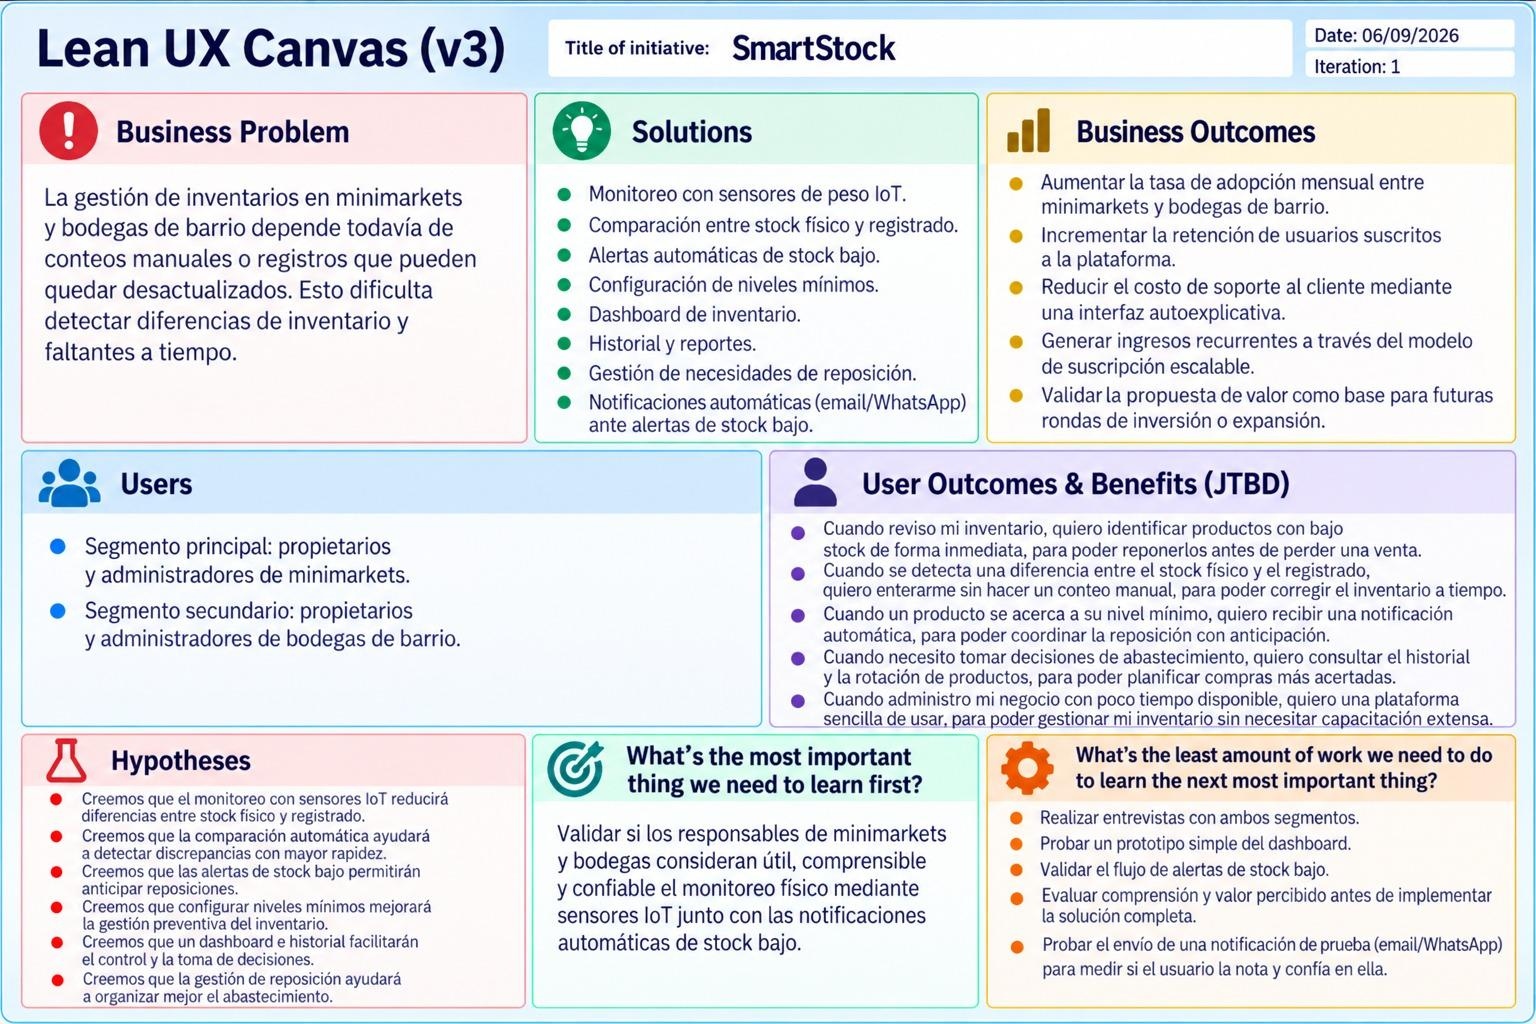 Lean UX Canvas (v3)
Title of initiative: SmartStock
Date: 06/09/2026
Iteration: 1
Business Problem
La gestión de inventarios en minimarkets
y bodegas de barrio depende todavía de
conteos manuales o registros que pueden
quedar desactualizados. Esto dificulta
detectar diferencias de inventario y
faltantes a tiempo.
Solutions
Monitoreo con sensores de peso IoT.
Comparación entre stock físico y registrado.
Alertas automáticas de stock bajo.
Configuración de niveles mínimos.
Dashboard de inventario.
Historial y reportes.
Gestión de necesidades de reposición.
Notificaciones automáticas (email/WhatsApp)
ante alertas de stock bajo.
Business Outcomes
Aumentar la tasa de adopción mensual entre
minimarkets y bodegas de barrio.
Incrementar la retención de usuarios suscritos
a la plataforma.
Reducir el costo de soporte al cliente mediante
una interfaz autoexplicativa.
Generar ingresos recurrentes a través del modelo
de suscripción escalable.
Validar la propuesta de valor como base para futuras
rondas de inversión o expansión.
Users
Segmento principal: propietarios
y administradores de minimarkets.
Segmento secundario: propietarios
y administradores de bodegas de barrio.
User Outcomes & Benefits (JTBD)
Cuando reviso mi inventario, quiero identificar productos con bajo
stock de forma inmediata, para poder reponerlos antes de perder una venta.
Cuando se detecta una diferencia entre el stock físico y el registrado,
quiero enterarme sin hacer un conteo manual, para poder corregir el inventario a tiempo.
Cuando un producto se acerca a su nivel mínimo, quiero recibir una notificación
automática, para poder coordinar la reposición con anticipación.
Cuando necesito tomar decisiones de abastecimiento, quiero consultar el historial
y la rotación de productos, para poder planificar compras más acertadas.
Cuando administro mi negocio con poco tiempo disponible, quiero una plataforma
sencilla de usar, para poder gestionar mi inventario sin necesitar capacitación extensa.
Hypotheses
Creemos que el monitoreo con sensores IoT reducirá
diferencias entre stock físico y registrado.
Creemos que la comparación automática ayudará
a detectar discrepancias con mayor rapidez.
Creemos que las alertas de stock bajo permitirán
anticipar reposiciones.
Creemos que configurar niveles mínimos mejorará
la gestión preventiva del inventario.
Creemos que un dashboard e historial facilitarán
el control y la toma de decisiones.
Creemos que la gestión de reposición ayudará
a organizar mejor el abastecimiento.
What's the most important
thing we need to learn first?
Validar si los responsables de minimarkets
y bodegas consideran útil, comprensible
y confiable el monitoreo físico mediante
sensores IoT junto con las notificaciones
automáticas de stock bajo.
What's the least amount of work we need to do
to learn the next most important thing?
Realizar entrevistas con ambos segmentos.
Probar un prototipo simple del dashboard.
Validar el flujo de alertas de stock bajo.
Evaluar comprensión y valor percibido antes de implementar
la solución completa.
Probar el envío de una notificación de prueba (email/WhatsApp)
para medir si el usuario la nota y confía en ella.